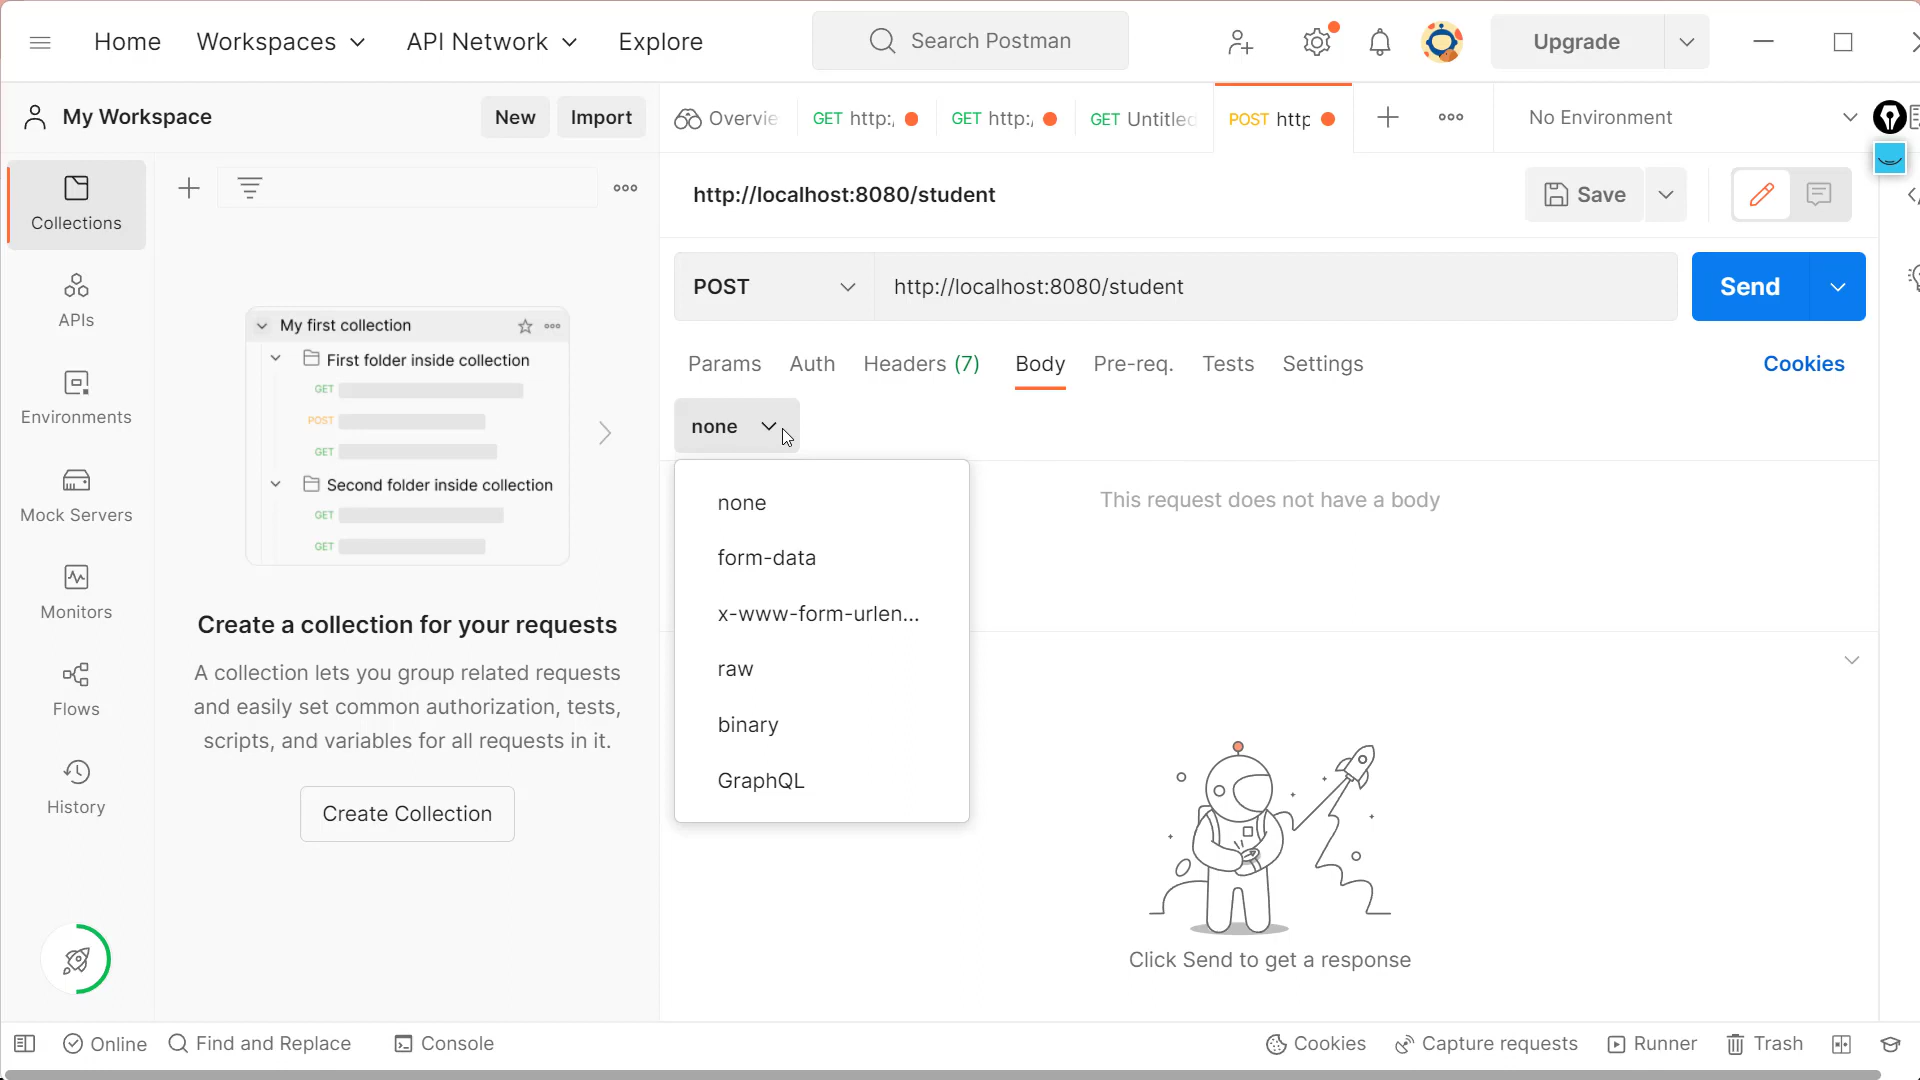 Home
Workspaces
API Network
Explore
Search Postman
Upgrade
My Workspace
New
Import
Overvie
GET http:/
GET http:/
GET Untitled
POST http
No Environment
Collections
http://localhost:8080/student
Save
APIs
POST
http://localhost:8080/student
Send
My first collection
First folder inside collection
GET
POST
GET
Second folder inside collection
GET
GET
Params
Auth
Headers (7)
Body
Pre-req.
Tests
Settings
Cookies
Environments
none
Mock Servers
none
form-data
x-www-form-urlen...
raw
binary
GraphQL
This request does not have a body
Monitors
Create a collection for your requests
A collection lets you group related requests
and easily set common authorization, tests,
scripts, and variables for all requests in it.
Flows
History
Create Collection
Click Send to get a response
Online
Find and Replace
Console
Cookies
Capture requests
Runner
Trash